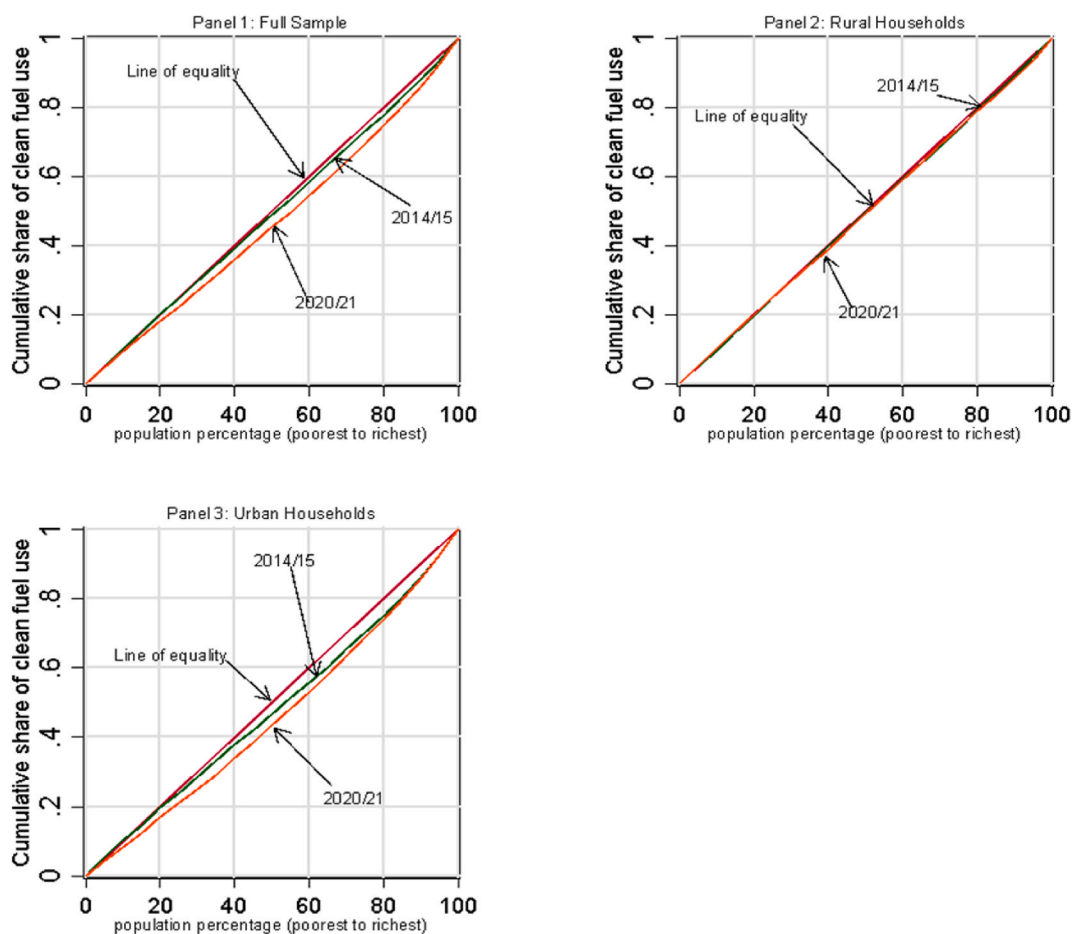 Panel 1: Full Sample
Cumulative share of clean fuel use
0 .2 .4 .6 .8 1
Line of equality
2014/15
2020/21
0 20 40 60 80 100
population percentage (poorest to richest)
Panel 2: Rural Households
Cumulative share of clean fuel use
0 .2 .4 .6 .8 1
2014/15
Line of equality
2020/21
0 20 40 60 80 100
population percentage (poorest to richest)
Panel 3: Urban Households
Cumulative share of clean fuel use
0 .2 .4 .6 .8 1
2014/15
Line of equality
2020/21
0 20 40 60 80 100
population percentage (poorest to richest)